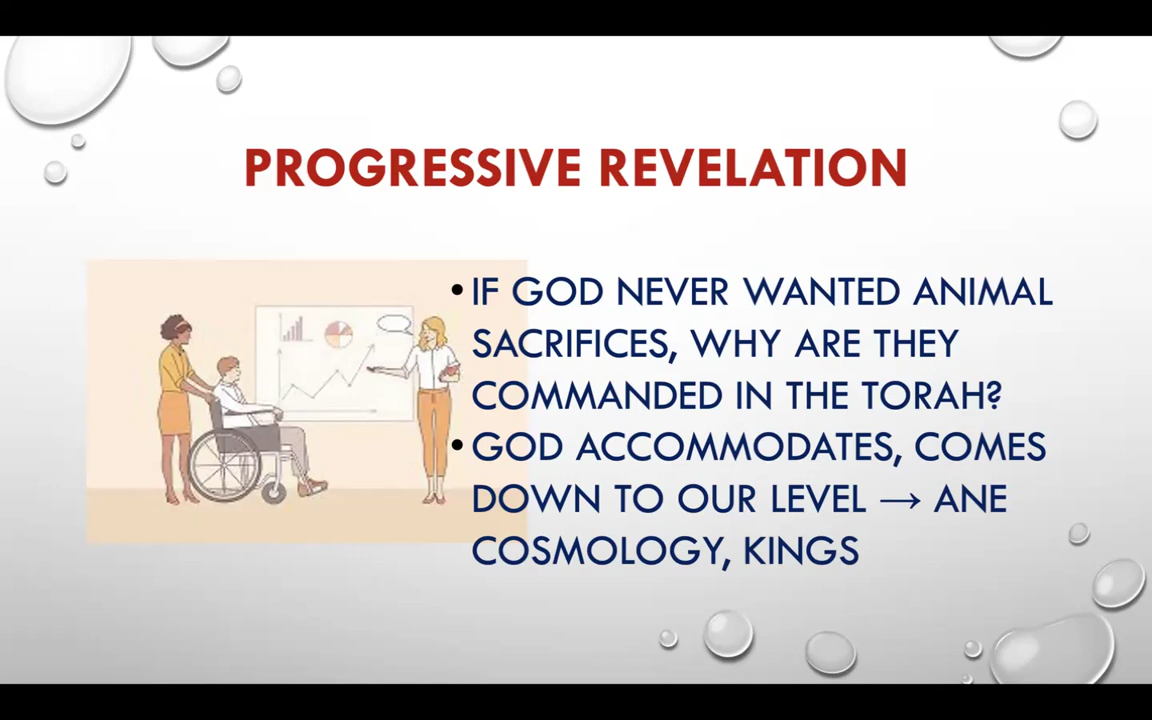 PROGRESSIVE REVELATION
•IF GOD NEVER WANTED ANIMAL
SACRIFICES, WHY ARE THEY
COMMANDED IN THE TORAH?
•GOD ACCOMMODATES, COMES
DOWN TO OUR LEVEL → ANE
COSMOLOGY, KINGS